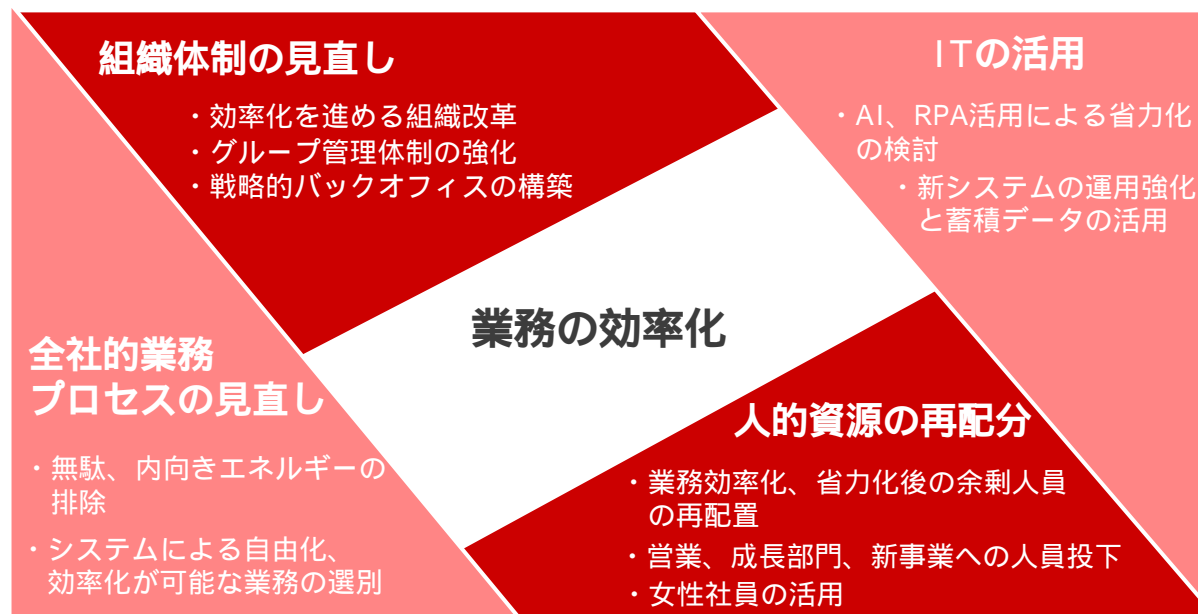 組織体制の見直し
・効率化を進める組織改革
・グループ管理体制の強化
・戦略的バックオフィスの構築
ITの活用
・AI、RPA活用による省力化
の検討
・新システムの運用強化
と蓄積データの活用
業務の効率化
全社的業務
プロセスの見直し
・無駄、内向きエネルギーの
排除
・システムによる自由化、
効率化が可能な業務の選別
人的資源の再配分
・業務効率化、省力化後の余剰人員
の再配置
・営業、成長部門、新事業への人員投下
・女性社員の活用